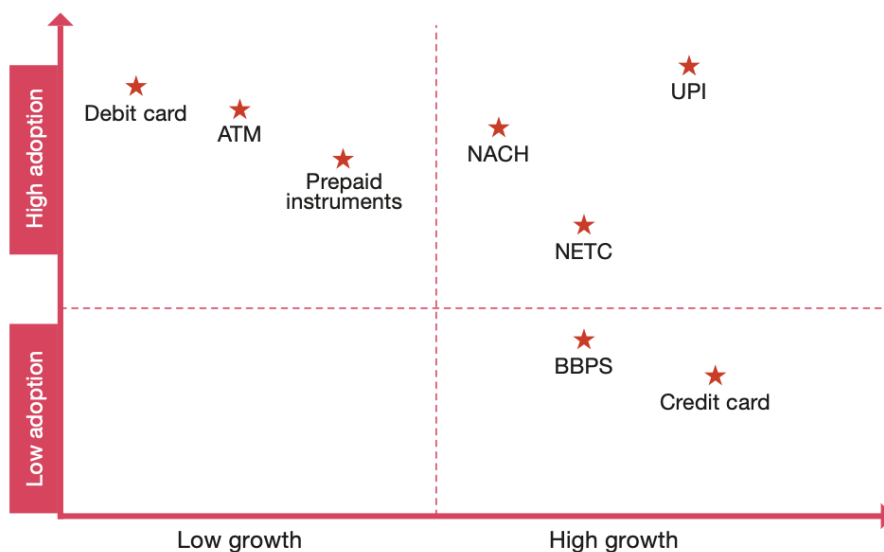 High adoption
Low adoption
Debit card
ATM
Prepaid
instruments
NACH
UPI
NETC
BBPS
Credit card
Low growth
High growth